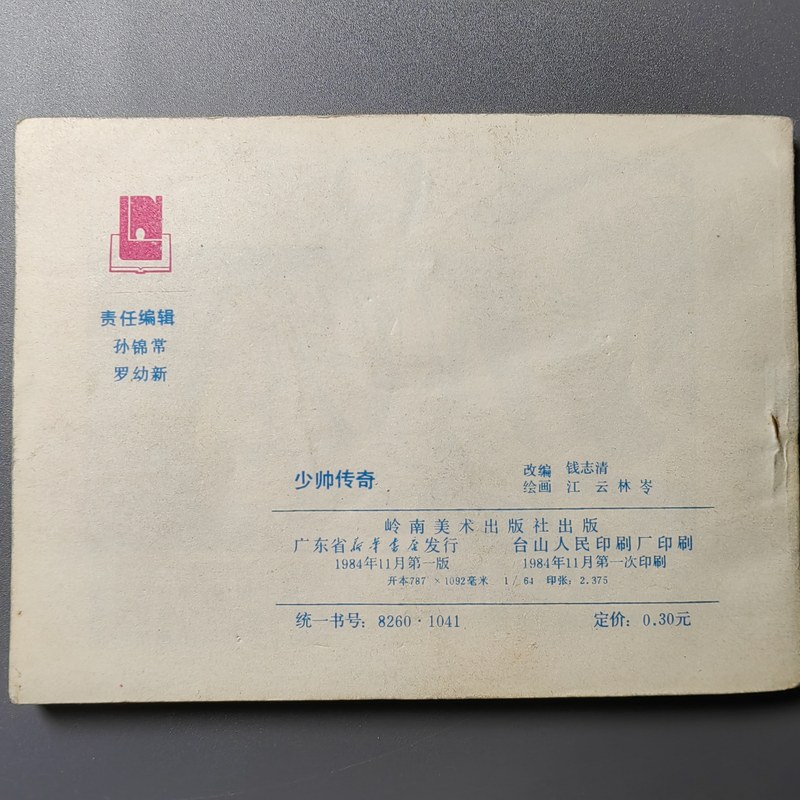 责任编辑
孙锦常
罗幼新
少帅传奇
改编 钱志清
绘画 江云 林岑
岭南美术出版社出版
广东省新华书店发行 台山人民印刷厂印刷
1984年11月第一版 1984年11月第一次印刷
开本787×1092毫米 1/64 印张：2.375
统一书号：8260·1041 定价：0.30元